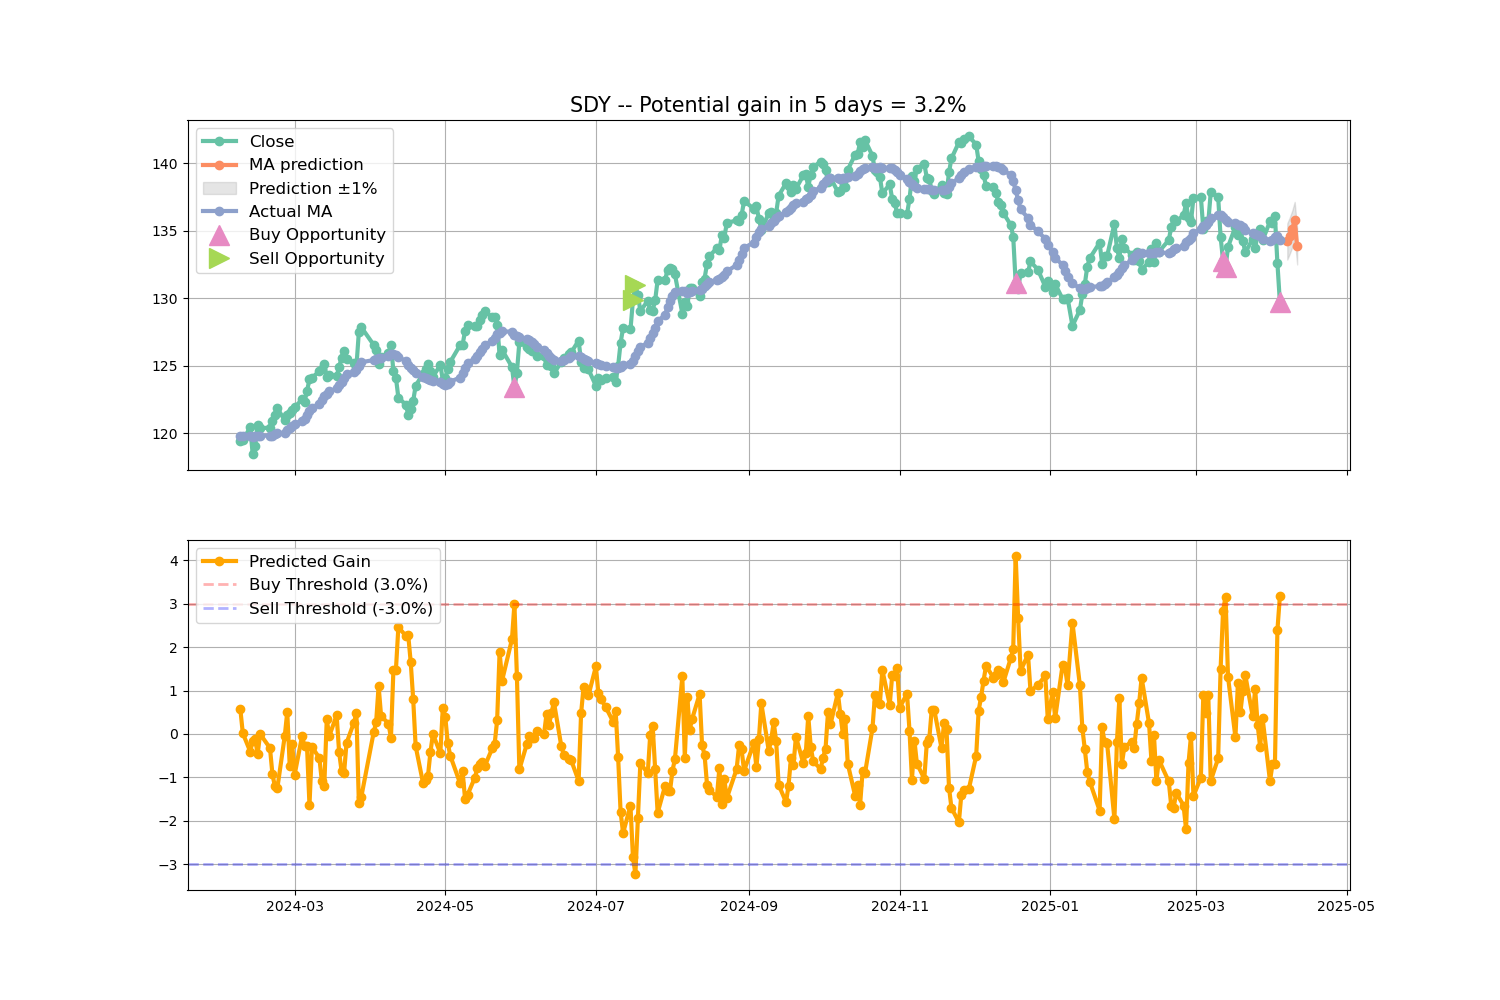 SDY -- Potential gain in 5 days = 3.2%
Close
MA prediction
Prediction ±1%
Actual MA
Buy Opportunity
Sell Opportunity
140
135
130
125
120
Predicted Gain
Buy Threshold (3.0%)
Sell Threshold (-3.0%)
4
3
2
1
0
−1
−2
−3
2024-03
2024-05
2024-07
2024-09
2024-11
2025-01
2025-03
2025-05